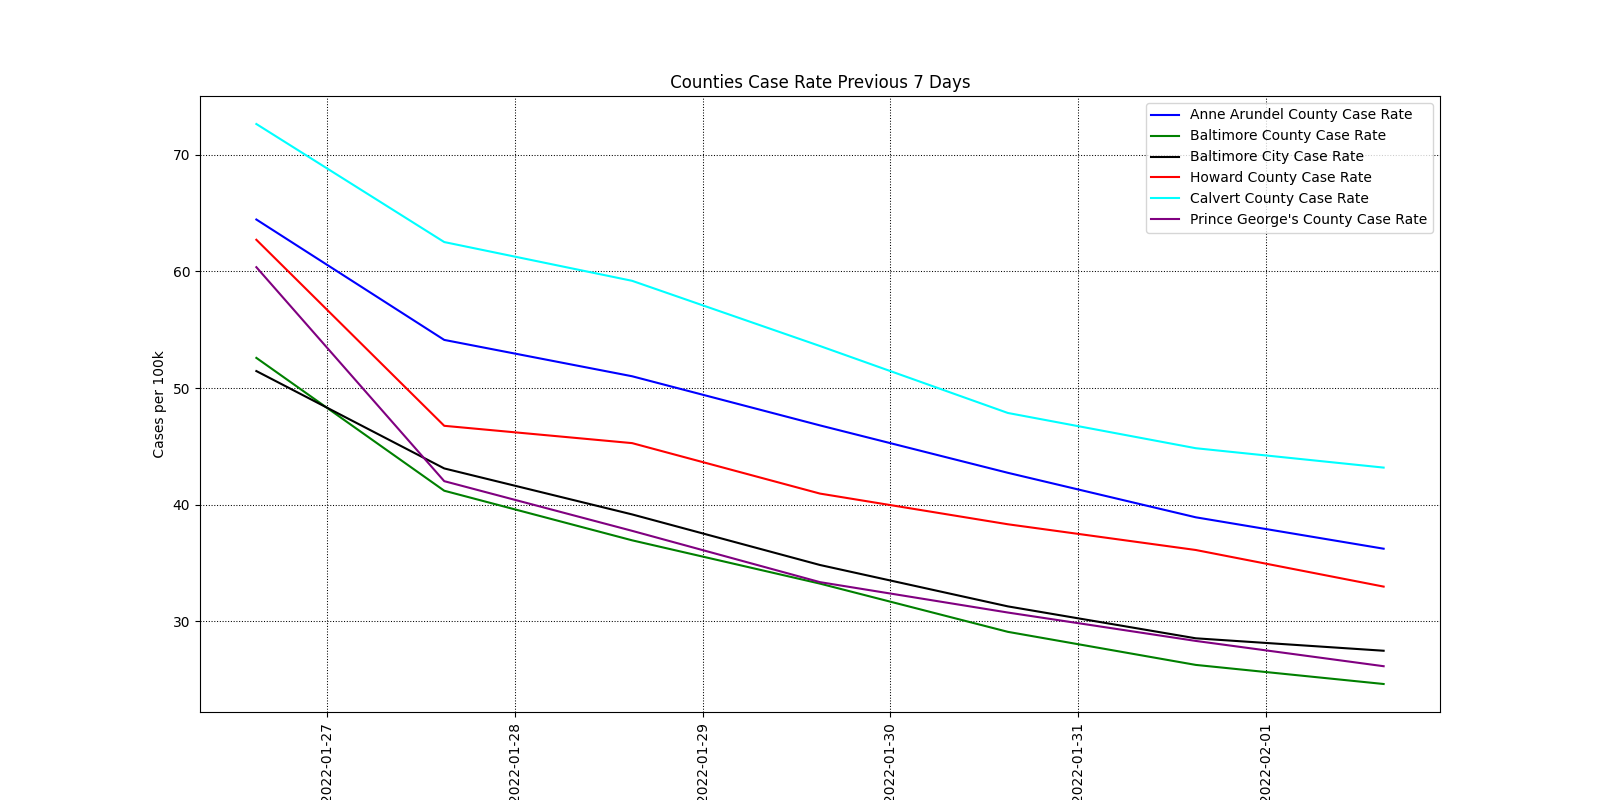 Counties Case Rate Previous 7 Days
Anne Arundel County Case Rate
Baltimore County Case Rate
Baltimore City Case Rate
Howard County Case Rate
Calvert County Case Rate
Prince George's County Case Rate
Cases per 100k
70
60
50
40
30
2022-01-27
2022-01-28
2022-01-29
2022-01-30
2022-01-31
2022-02-01